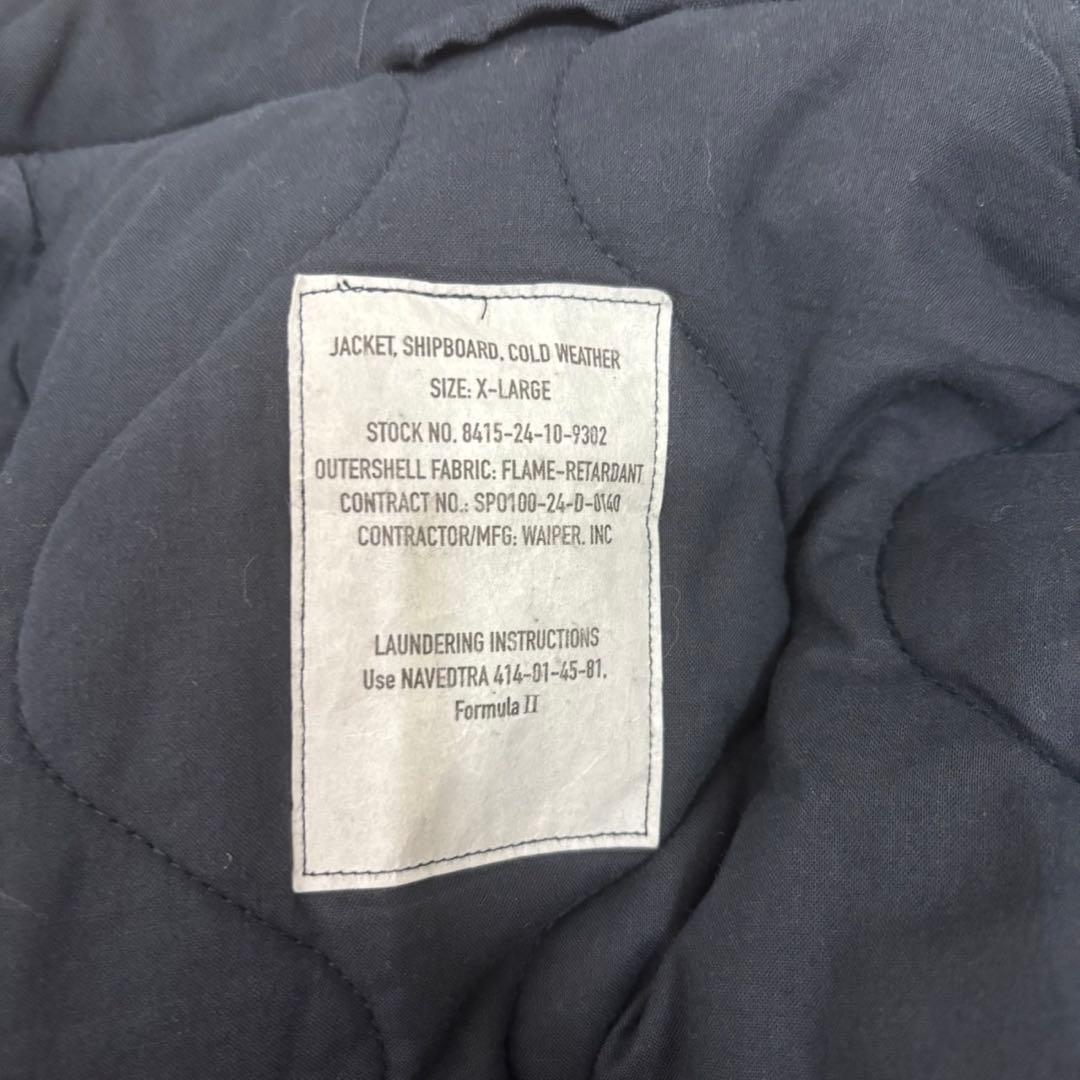 JACKET, SHIPBOARD, COLD WEATHER
SIZE: X-LARGE
STOCK NO. 8415-24-10-9302
OUTERSHELL FABRIC: FLAME-RETARDANT
CONTRACT NO.: SPO100-24-D-0140
CONTRACTOR/MFG: WAIPER. INC
LAUNDERING INSTRUCTIONS
Use NAVEDTRA 414-01-45-81.
Formula II